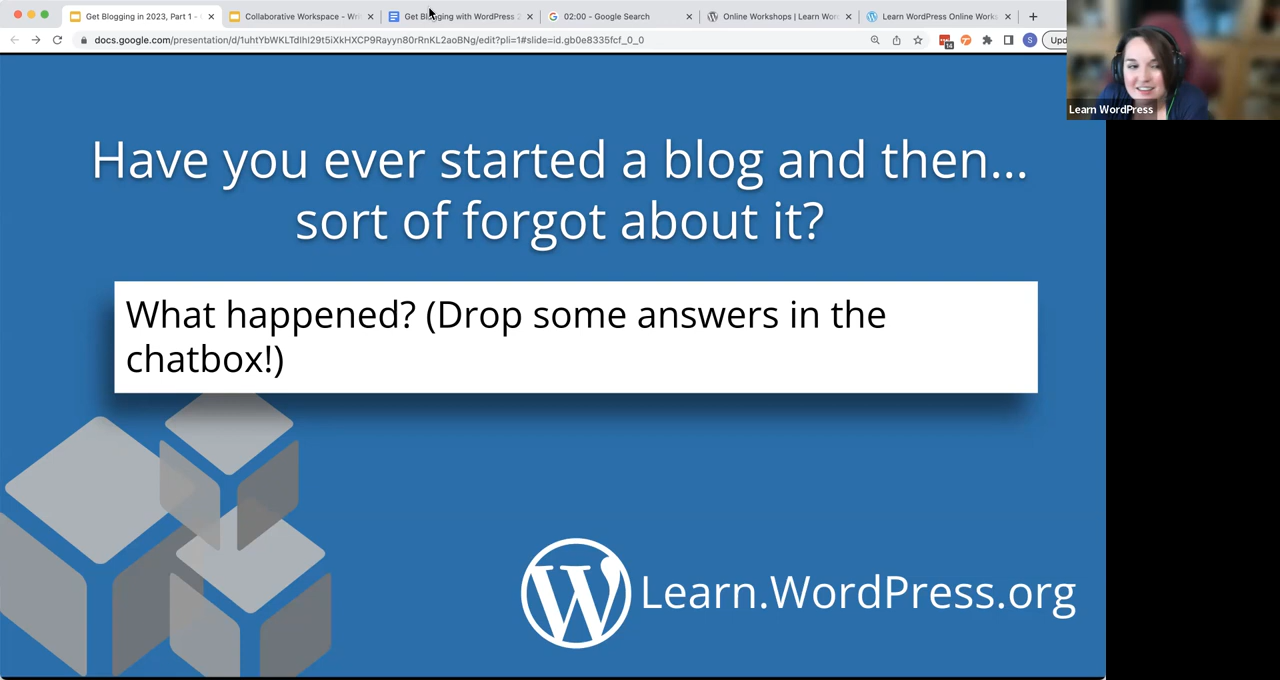 Get Blogging in 2023, Part 1 -
Collaborative Workspace - Wr
Get Blogging with WordPress 2
02:00 - Google Search
Online Workshops | Learn Wor
Learn WordPress Online Works
docs.google.com/presentation/d/1uhtYbWKLTdIhI29t5iXkHXCP9Rayyn80rRnKL2aoBNg/edit?pli=1#slide=id.gb0e8335fcf_0_0
14
S
Upd
Learn WordPress
Have you ever started a blog and then...
sort of forgot about it?
What happened? (Drop some answers in the
chatbox!)
W Learn.WordPress.org